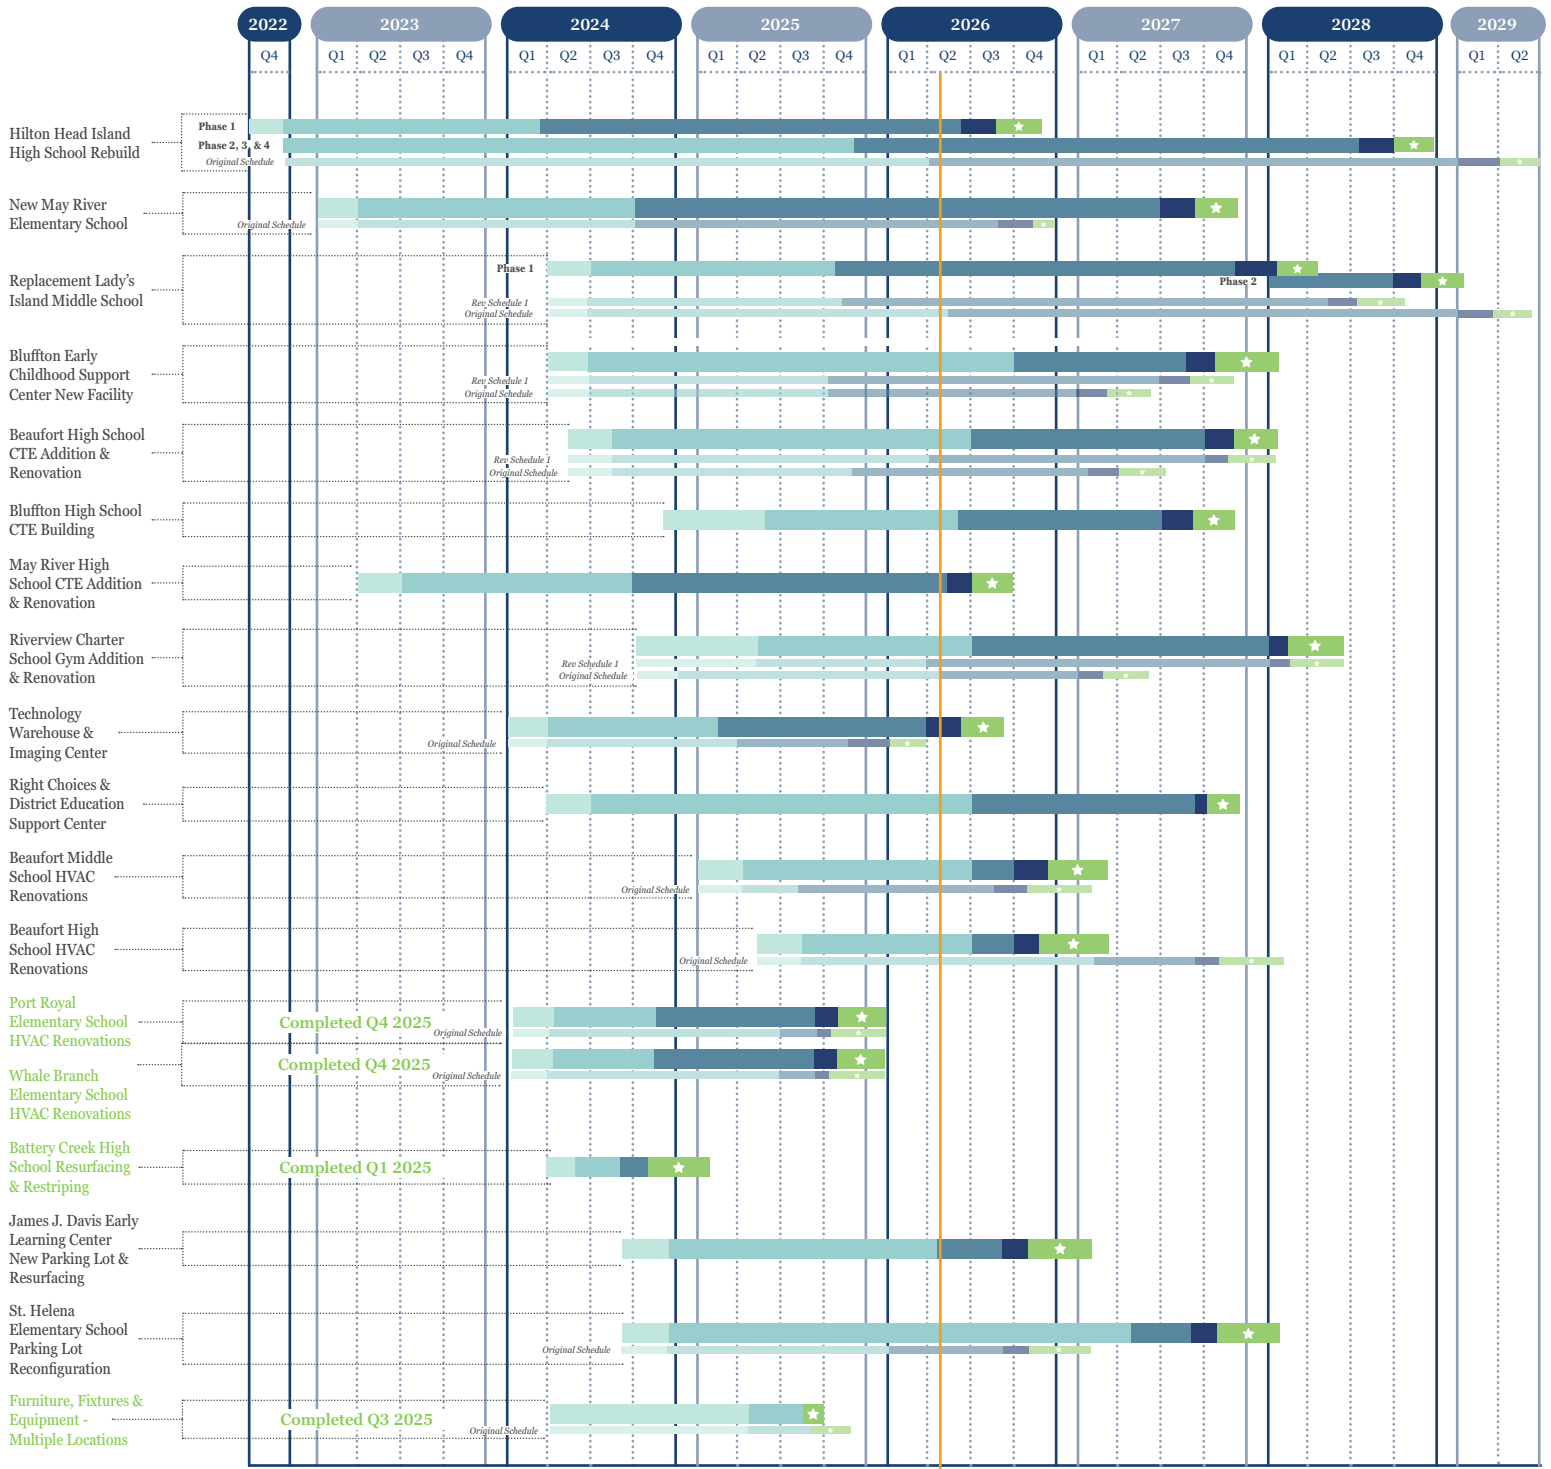 2022 2023 2024 2025 2026 2027 2028 2029
Q4 Q1 Q2 Q3 Q4 Q1 Q2 Q3 Q4 Q1 Q2 Q3 Q4 Q1 Q2 Q3 Q4 Q1 Q2 Q3 Q4 Q1 Q2 Q3 Q4 Q1 Q2
Hilton Head Island
High School Rebuild
Phase 1
Phase 2, 3, & 4
Original Schedule
New May River
Elementary School
Original Schedule
Replacement Lady's
Island Middle School
Phase 1
Phase 2
Rev Schedule 1
Original Schedule
Bluffton Early
Childhood Support
Center New Facility
Rev Schedule 1
Original Schedule
Beaufort High School
CTE Addition &
Renovation
Rev Schedule 1
Original Schedule
Bluffton High School
CTE Building
May River High
School CTE Addition
& Renovation
Riverview Charter
School Gym Addition
& Renovation
Rev Schedule 1
Original Schedule
Technology
Warehouse &
Imaging Center
Original Schedule
Right Choices &
District Education
Support Center
Beaufort Middle
School HVAC
Renovations
Original Schedule
Beaufort High
School HVAC
Renovations
Original Schedule
Port Royal
Elementary School
HVAC Renovations
Completed Q4 2025
Original Schedule
Whale Branch
Elementary School
HVAC Renovations
Completed Q4 2025
Original Schedule
Battery Creek High
School Resurfacing
& Restriping
Completed Q1 2025
James J. Davis Early
Learning Center
New Parking Lot &
Resurfacing
St. Helena
Elementary School
Parking Lot
Reconfiguration
Original Schedule
Furniture, Fixtures &
Equipment -
Multiple Locations
Completed Q3 2025
Original Schedule